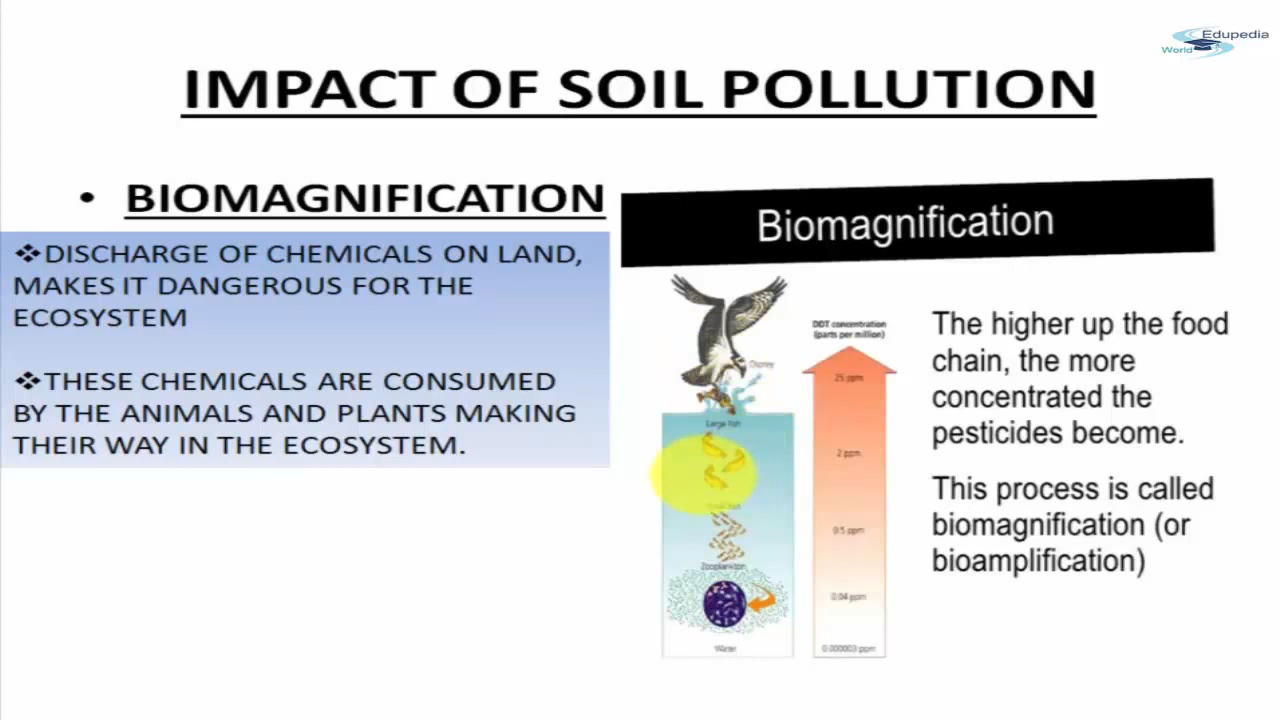 Edupedia
World
IMPACT OF SOIL POLLUTION
• BIOMAGNIFICATION
❖DISCHARGE OF CHEMICALS ON LAND,
MAKES IT DANGEROUS FOR THE
ECOSYSTEM
❖THESE CHEMICALS ARE CONSUMED
BY THE ANIMALS AND PLANTS MAKING
THEIR WAY IN THE ECOSYSTEM.
Biomagnification
DDT concentration
(parts per million)
Osprey
25 ppm
Large fish
2 ppm
0.5 ppm
Zooplankton
0.04 ppm
Water
0.000003 ppm
The higher up the food
chain, the more
concentrated the
pesticides become.
This process is called
biomagnification (or
bioamplification)